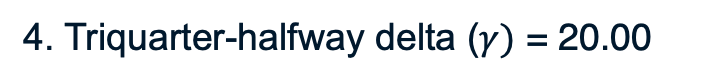 4. Triquarter-halfway delta (γ) = 20.00